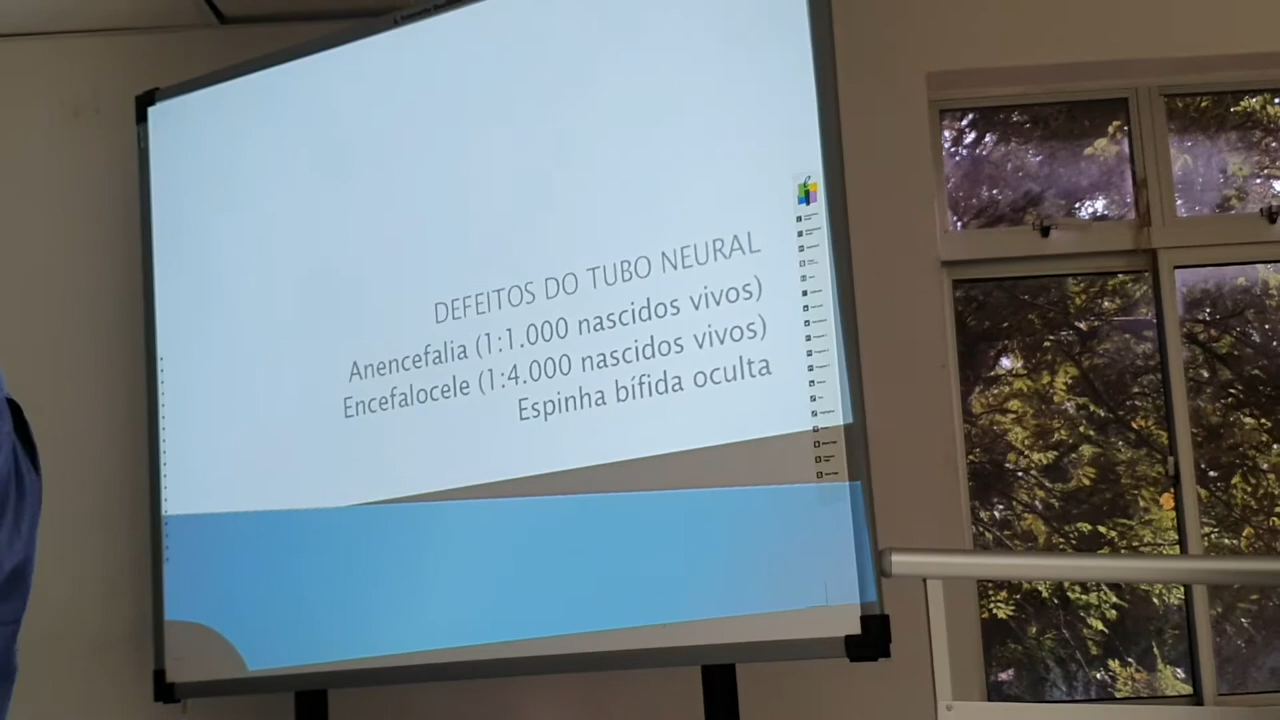 DEFEITOS DO TUBO NEURAL
Anencefalia (1:1.000 nascidos vivos)
Encefalocele (1:4.000 nascidos vivos)
Espinha bífida oculta